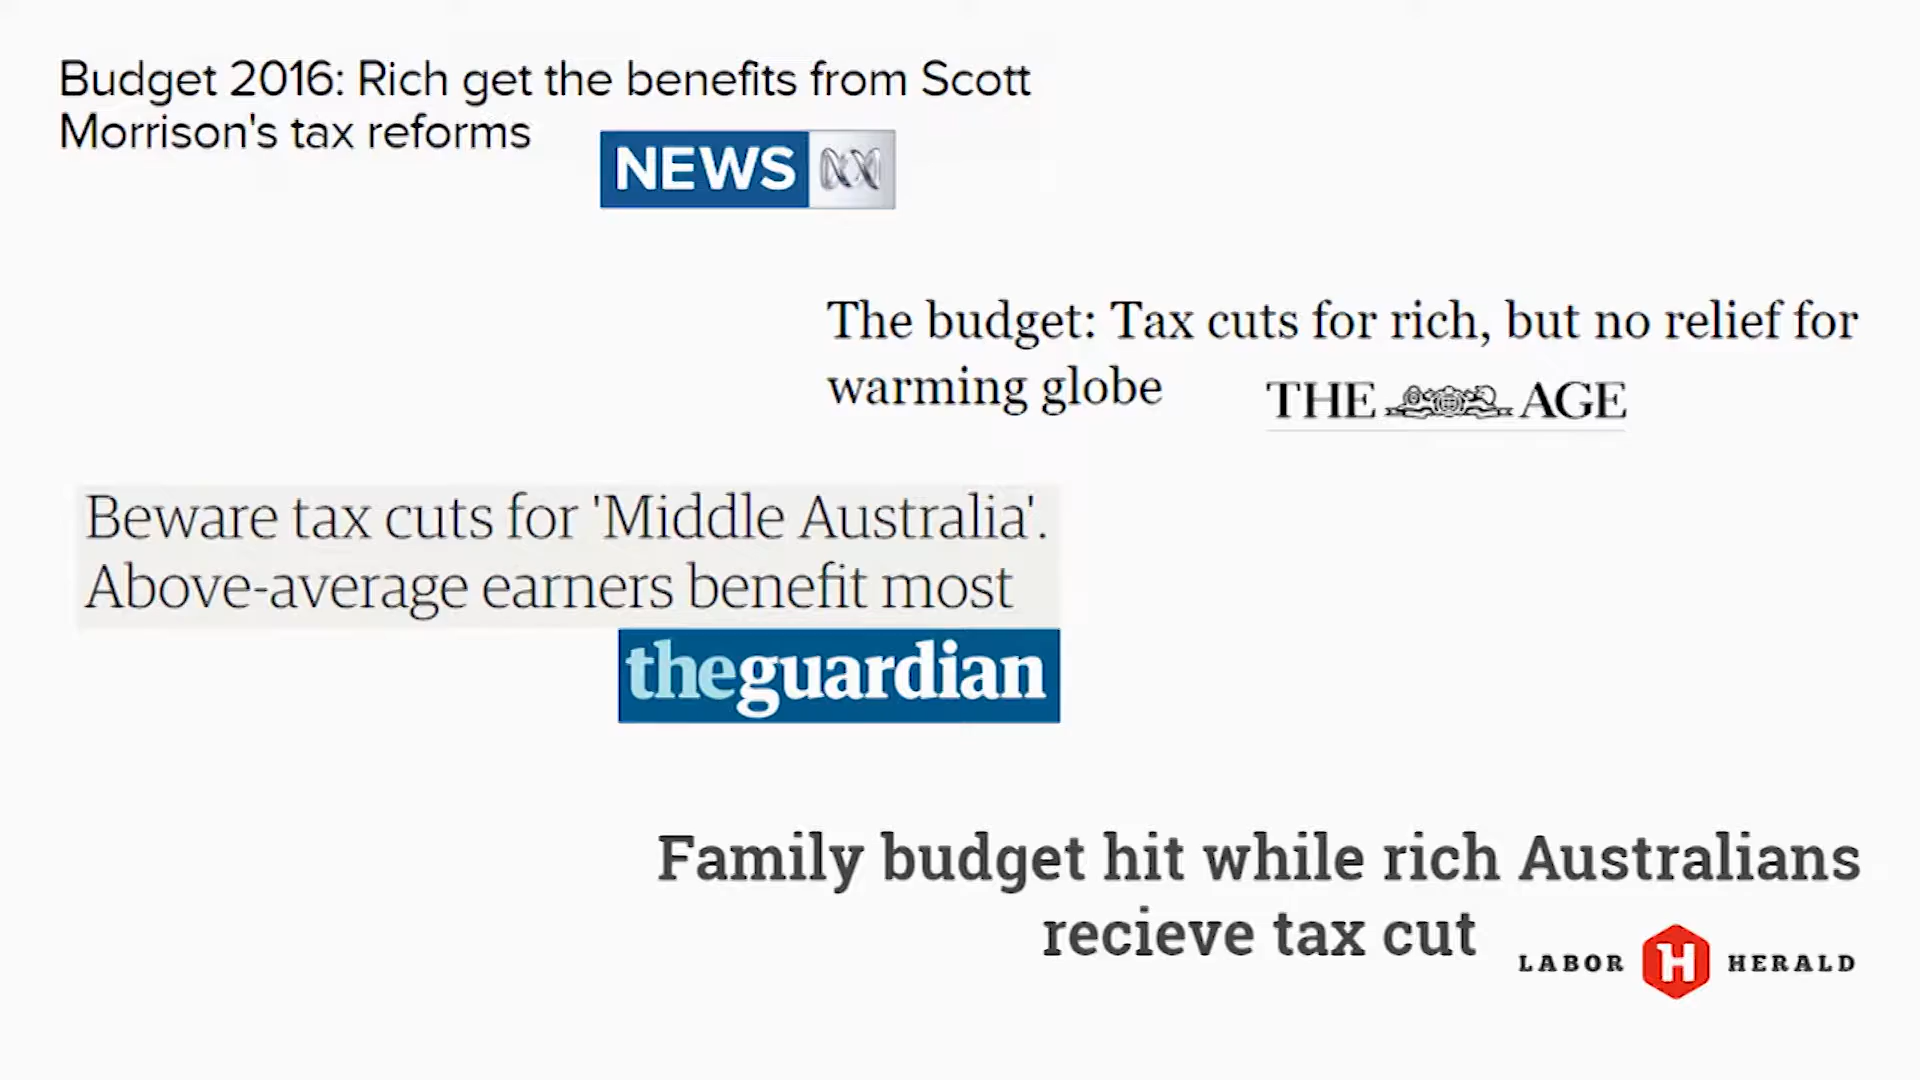 Budget 2016: Rich get the benefits from Scott
Morrison's tax reforms
NEWS
The budget: Tax cuts for rich, but no relief for
warming globe
THE AGE
Beware tax cuts for 'Middle Australia'.
Above-average earners benefit most
theguardian
Family budget hit while rich Australians
recieve tax cut
LABOR H HERALD